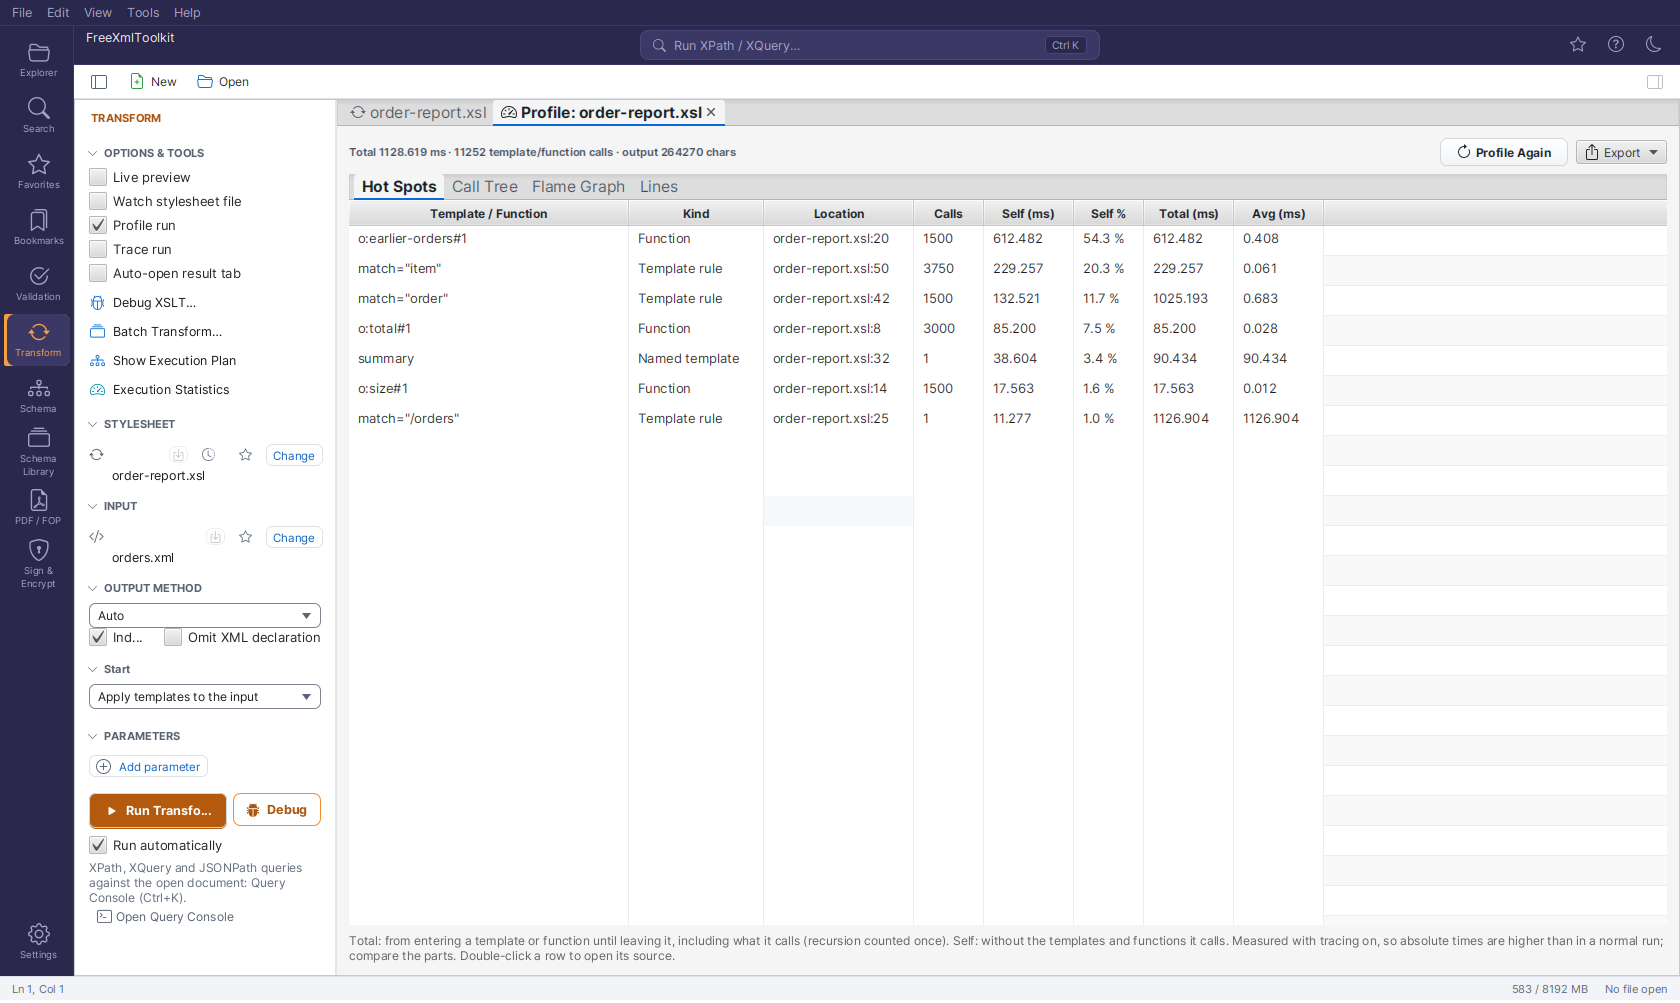 File Edit View Tools Help
FreeXmlToolkit
Run XPath / XQuery... Ctrl K
Explorer
Search
Favorites
Bookmarks
Validation
Transform
Schema
Schema Library
PDF / FOP
Sign & Encrypt
Settings
New Open
TRANSFORM
OPTIONS & TOOLS
Live preview
Watch stylesheet file
Profile run
Trace run
Auto-open result tab
Debug XSLT...
Batch Transform...
Show Execution Plan
Execution Statistics
STYLESHEET
Change
order-report.xsl
INPUT
Change
orders.xml
OUTPUT METHOD
Auto
Ind... Omit XML declaration
Start
Apply templates to the input
PARAMETERS
Add parameter
Run Transfo... Debug
Run automatically
XPath, XQuery and JSONPath queries
against the open document: Query
Console (Ctrl+K).
Open Query Console
order-report.xsl Profile: order-report.xsl
Total 1128.619 ms · 11252 template/function calls · output 264270 chars
Profile Again Export
Hot Spots Call Tree Flame Graph Lines
Template / Function Kind Location Calls Self (ms) Self % Total (ms) Avg (ms)
o:earlier-orders#1 Function order-report.xsl:20 1500 612.482 54.3 % 612.482 0.408
match="item" Template rule order-report.xsl:50 3750 229.257 20.3 % 229.257 0.061
match="order" Template rule order-report.xsl:42 1500 132.521 11.7 % 1025.193 0.683
o:total#1 Function order-report.xsl:8 3000 85.200 7.5 % 85.200 0.028
summary Named template order-report.xsl:32 1 38.604 3.4 % 90.434 90.434
o:size#1 Function order-report.xsl:14 1500 17.563 1.6 % 17.563 0.012
match="/orders" Template rule order-report.xsl:25 1 11.277 1.0 % 1126.904 1126.904
Total: from entering a template or function until leaving it, including what it calls (recursion counted once). Self: without the templates and functions it calls. Measured with tracing on, so absolute times are higher than in a normal run;
compare the parts. Double-click a row to open its source.
Ln 1, Col 1 583 / 8192 MB No file open